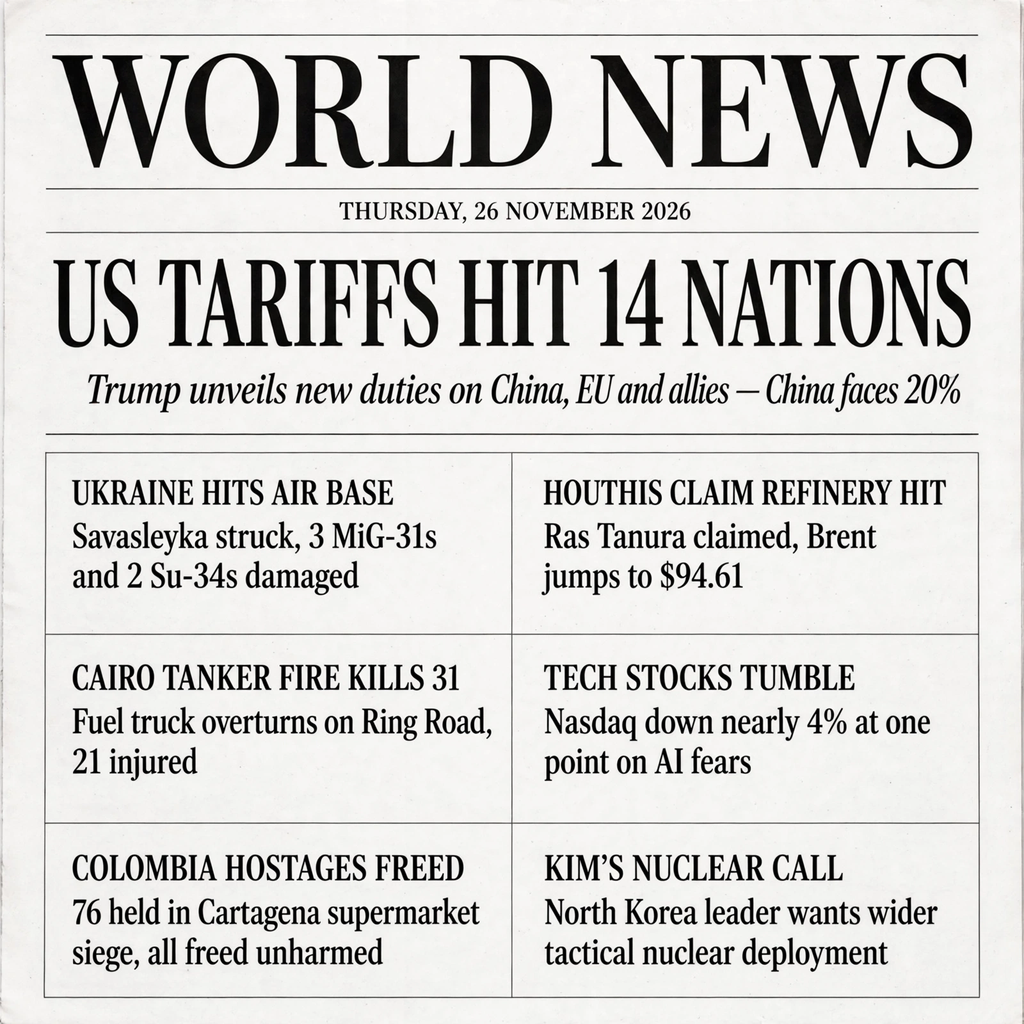 WORLD NEWS
THURSDAY, 26 NOVEMBER 2026
US TARIFFS HIT 14 NATIONS
Trump unveils new duties on China, EU and allies — China faces 20%
UKRAINE HITS AIR BASE
Savasleyka struck, 3 MiG-31s
and 2 Su-34s damaged
HOUTHIS CLAIM REFINERY HIT
Ras Tanura claimed, Brent
jumps to $94.61
CAIRO TANKER FIRE KILLS 31
Fuel truck overturns on Ring Road,
21 injured
TECH STOCKS TUMBLE
Nasdaq down nearly 4% at one
point on AI fears
COLOMBIA HOSTAGES FREED
76 held in Cartagena supermarket
siege, all freed unharmed
KIM'S NUCLEAR CALL
North Korea leader wants wider
tactical nuclear deployment